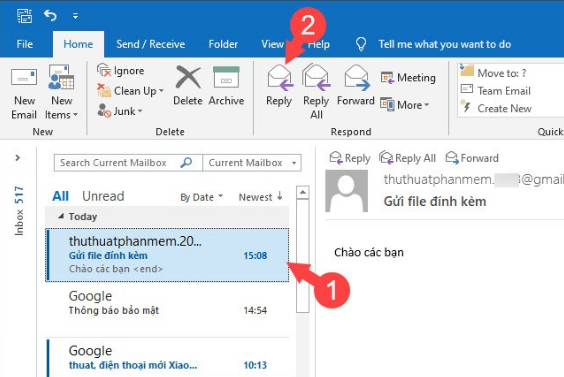 2
File Home Send / Receive Folder View Help Tell me what you want to do
New Email
New Items
Ignore
Clean Up
Junk
Delete
Archive
Reply
Reply All
Forward
Meeting
More
Move to: ?
Team Email
Create New
New Delete Respond Quick
Search Current Mailbox Current Mailbox
All Unread By Date Newest ↓
Today
thuthuatphanmem.20...
Gửi file đính kèm 15:08
Chào các bạn <end>
Google
Thông báo bảo mật 14:54
Google
thuat, điện thoại mới Xiao... 10:13
Inbox 517
1
Reply Reply All Forward
thuthuatphanmem. 8@gmai
Gửi file đính kèm
Chào các bạn